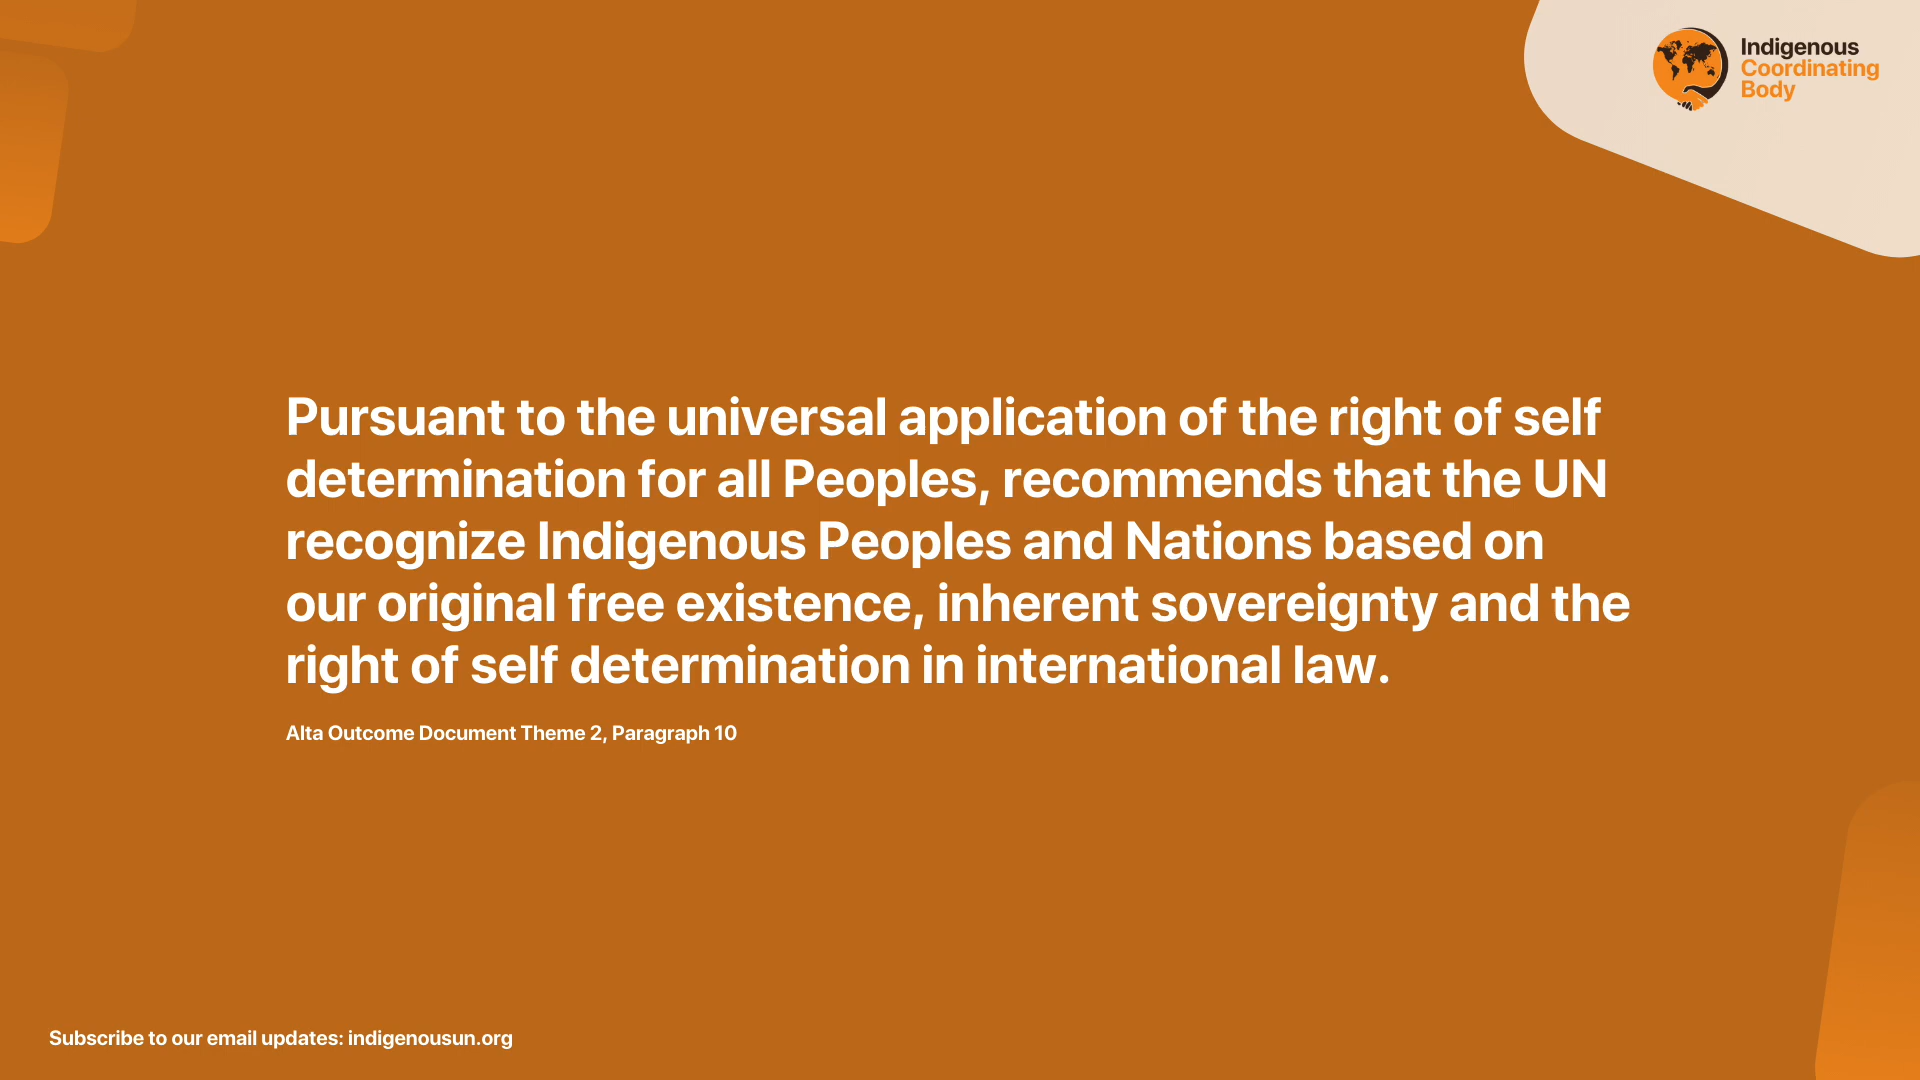 Indigenous
Coordinating
Body
Pursuant to the universal application of the right of self
determination for all Peoples, recommends that the UN
recognize Indigenous Peoples and Nations based on
our original free existence, inherent sovereignty and the
right of self determination in international law.
Alta Outcome Document Theme 2, Paragraph 10
Subscribe to our email updates: indigenousun.org